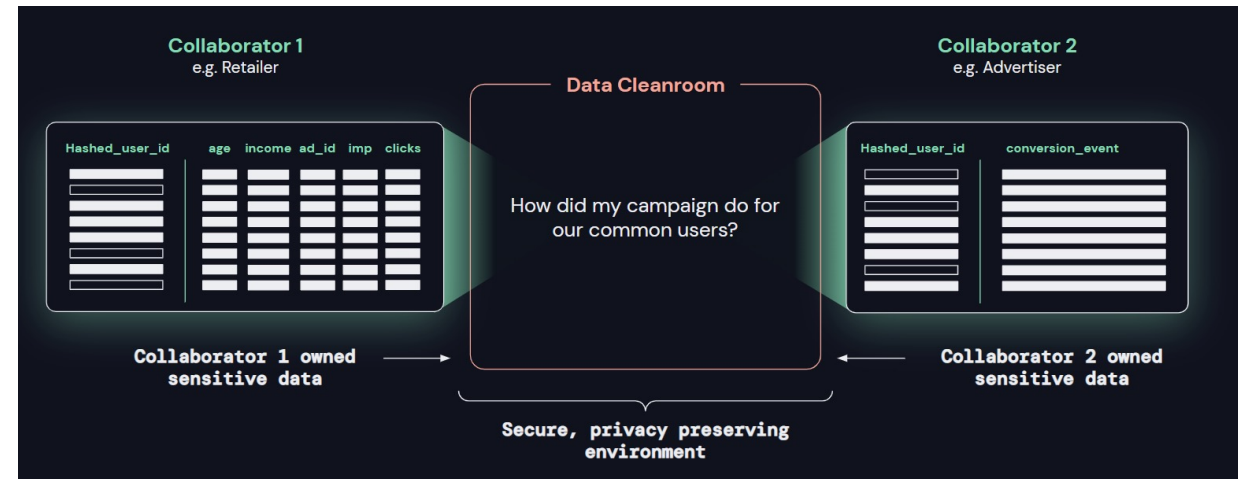 Collaborator 1
e.g. Retailer
Collaborator 2
e.g. Advertiser
Data Cleanroom
Hashed_user_id age income ad_id imp clicks
Hashed_user_id conversion_event
How did my campaign do for
our common users?
Collaborator 1 owned
sensitive data
Collaborator 2 owned
sensitive data
Secure, privacy preserving
environment